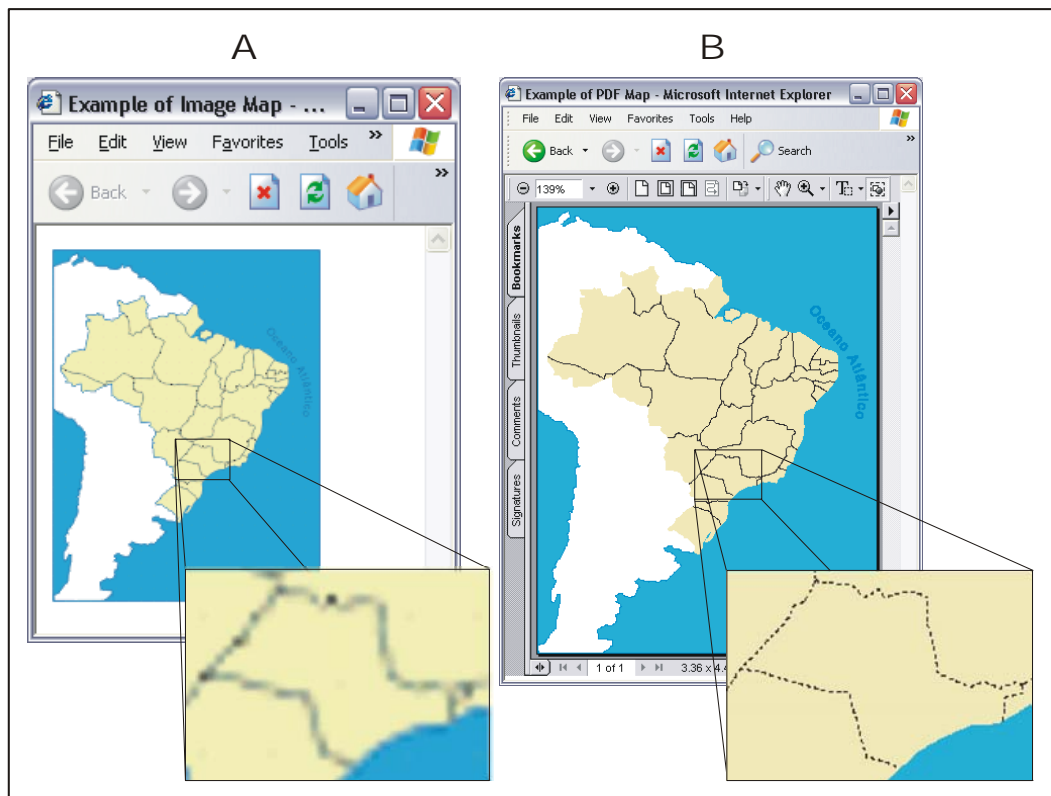 A
Example of Image Map - ...
File Edit View Favorites Tools »
Back »
Oceano Atlântico
B
Example of PDF Map - Microsoft Internet Explorer
File Edit View Favorites Tools Help
Back Search »
139%
Bookmarks
Thumbnails
Comments
Signatures
Oceano Atlântico
1 of 1 3.36 x 4.4